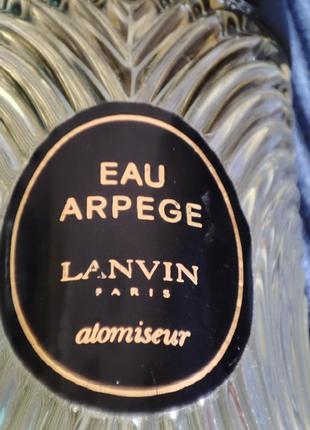 EAU
ARPEGE
LANVIN
PARIS
atomiseur